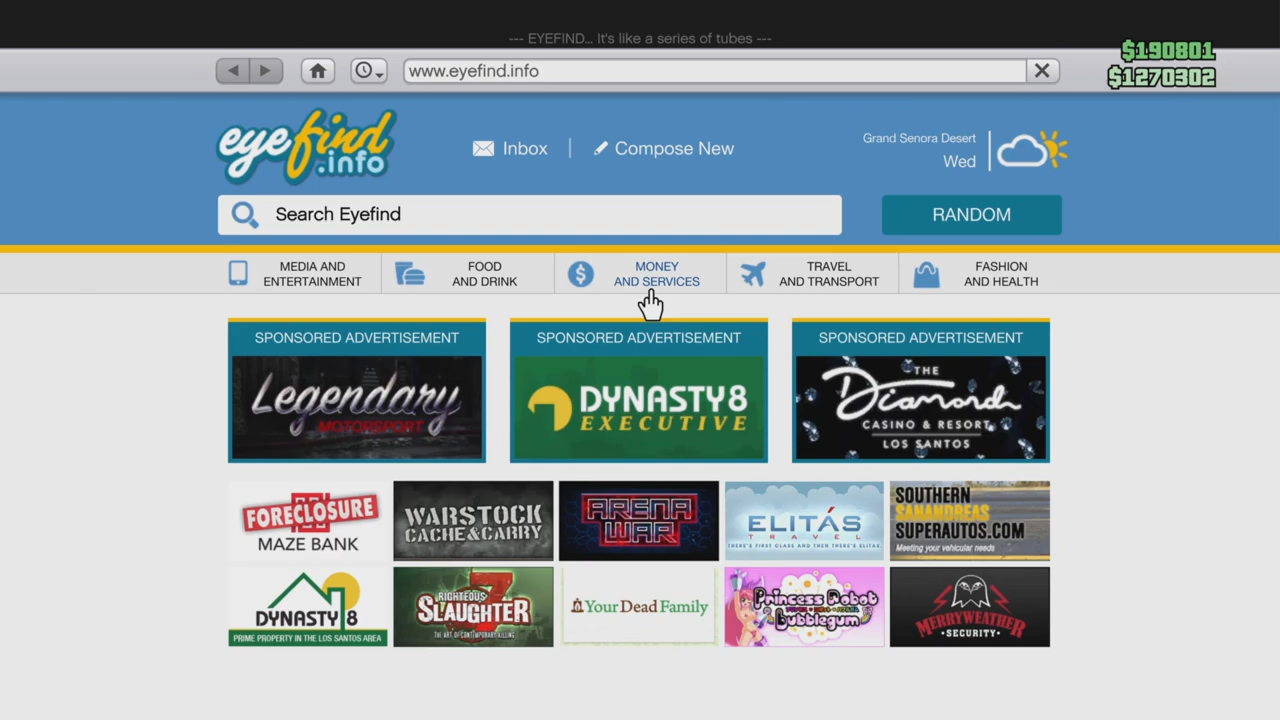 --- EYEFIND... It's like a series of tubes ---
$190801
www.eyefind.info
$1270302
eyefind
.info
Inbox
Compose New
Grand Senora Desert
Wed
Search Eyefind
RANDOM
MEDIA AND
ENTERTAINMENT
FOOD
AND DRINK
MONEY
AND SERVICES
TRAVEL
AND TRANSPORT
FASHION
AND HEALTH
SPONSORED ADVERTISEMENT
Legendary
MOTORSPORT
SPONSORED ADVERTISEMENT
DYNASTY8
EXECUTIVE
SPONSORED ADVERTISEMENT
THE
Diamond
CASINO & RESORT
LOS SANTOS
FORECLOSURE
MAZE BANK
WARSTOCK
CACHE&CARRY
ARENA
WAR
ELITÁS
TRAVEL
THERE'S FIRST CLASS AND THEN THERE'S ELITAS.
SOUTHERN
SANANDREAS
SUPERAUTOS.COM
Meeting your vehicular needs
DYNASTY 8
PRIME PROPERTY IN THE LOS SANTOS AREA
RIGHTEOUS
SLAUGHTER
7
THE ART OF CONTEMPORARY KILLING
Your Dead Family
Princess Robot
Bubblegum
MERRYWEATHER
SECURITY